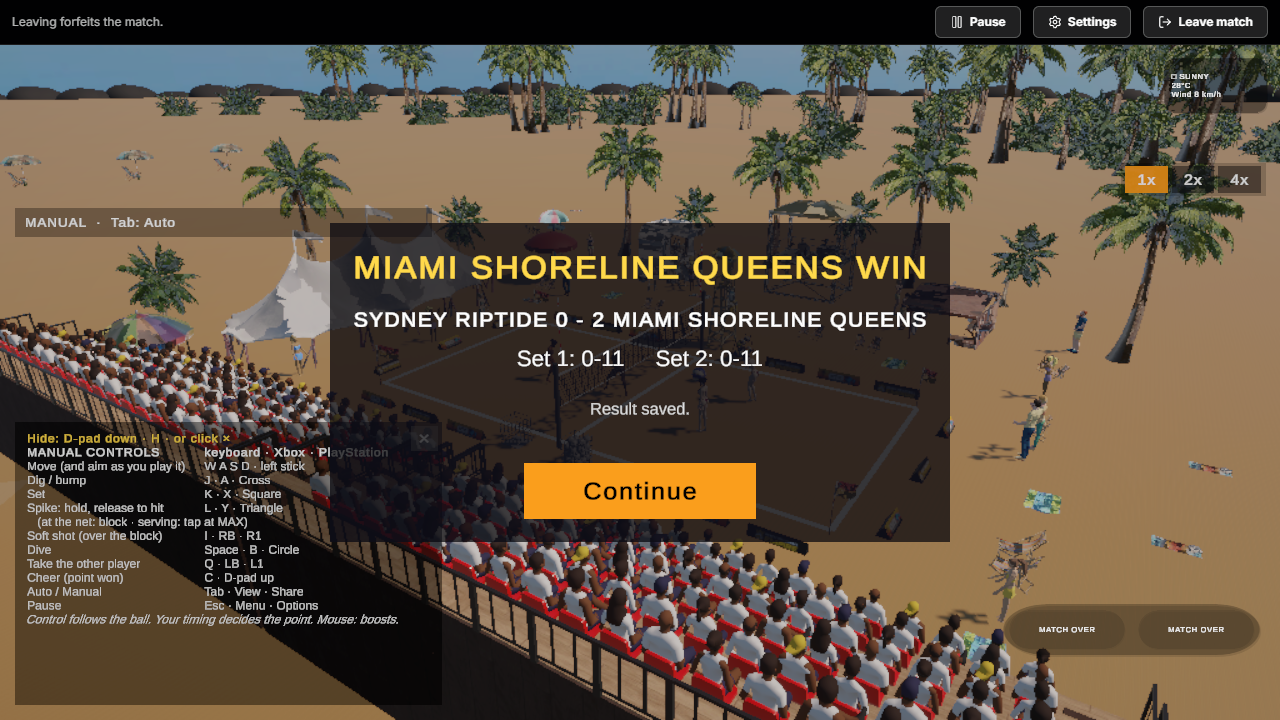 Leaving forfeits the match.
Pause
Settings
Leave match
SUNNY
28°C
Wind 8 km/h
1x 2x 4x
MANUAL · Tab: Auto
MIAMI SHORELINE QUEENS WIN
SYDNEY RIPTIDE 0 - 2 MIAMI SHORELINE QUEENS
Set 1: 0-11 Set 2: 0-11
Result saved.
Continue
Hide: D-pad down · H · or click ×
MANUAL CONTROLS keyboard · Xbox · PlayStation
Move (and aim as you play it) W A S D · left stick
Dig / bump J · A · Cross
Set K · X · Square
Spike: hold, release to hit L · Y · Triangle
(at the net: block · serving: tap at MAX)
Soft shot (over the block) I · RB · R1
Dive Space · B · Circle
Take the other player Q · LB · L1
Cheer (point won) C · D-pad up
Auto / Manual Tab · View · Share
Pause Esc · Menu · Options
Control follows the ball. Your timing decides the point. Mouse: boosts.
MATCH OVER MATCH OVER